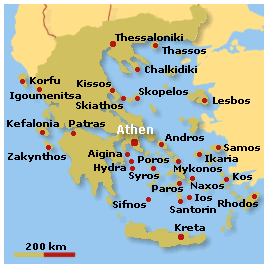 Thessaloniki
Thassos
Chalkidiki
Korfu
Igoumenitsa
Kissos
Skopelos
Skiathos
Lesbos
Kefalonia
Patras
Athen
Andros
Zakynthos
Aigina
Poros
Samos
Ikaria
Hydra
Mykonos
Syros
Kos
Paros
Naxos
Sifnos
Ios
Rhodos
Santorin
Kreta
200 km